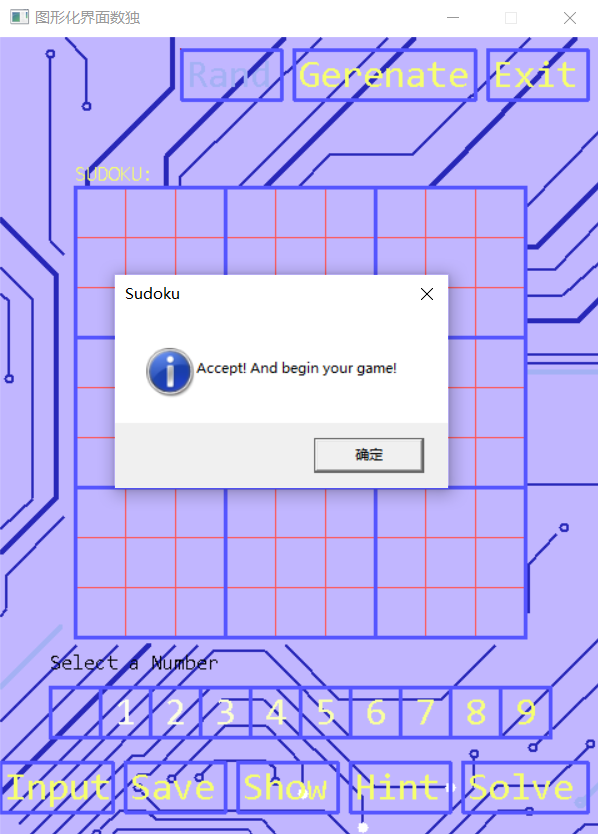 图形化界面数独
Rand Gerenate Exit
SUDOKU:
Sudoku
Accept! And begin your game!
确定
Select a Number
1 2 3 4 5 6 7 8 9
Input Save Show Hint Solve